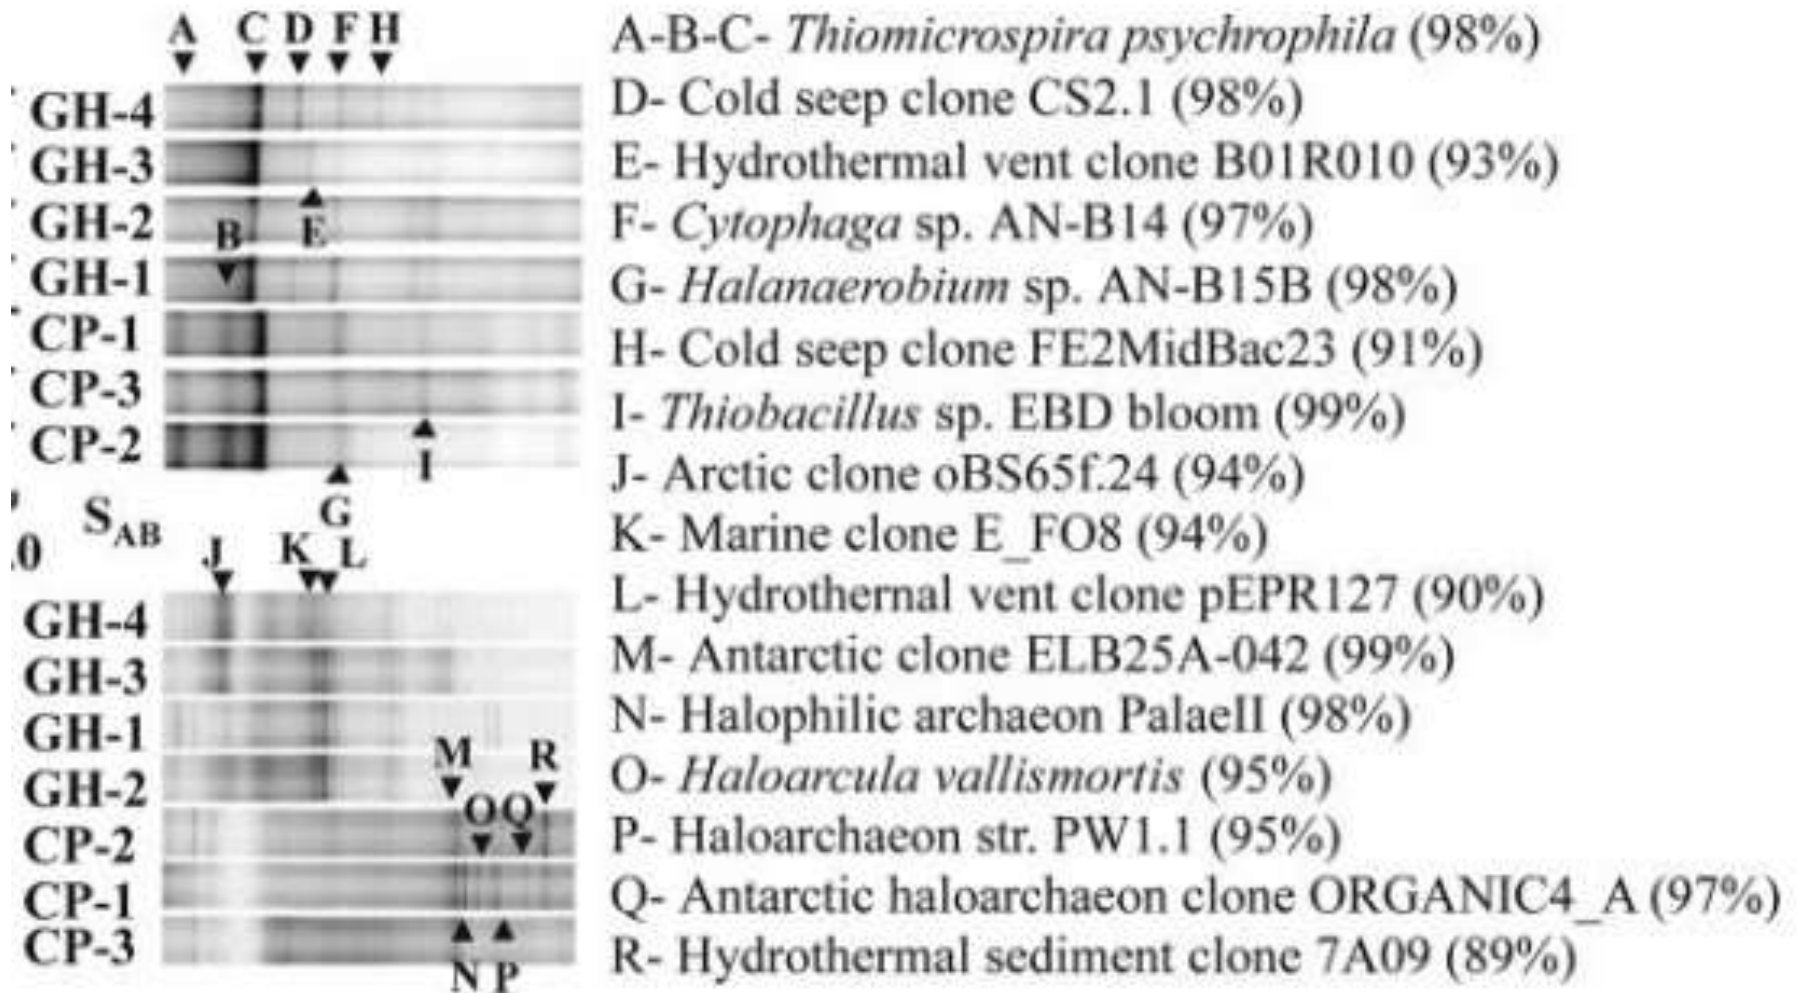 A C D F H
GH-4
GH-3
GH-2
B E
GH-1
CP-1
CP-3
CP-2
I
G
SAB
.0
J K L
GH-4
GH-3
GH-1
M R
GH-2
O Q
CP-2
CP-1
CP-3
N P
A-B-C- Thiomicrospira psychrophila (98%)
D- Cold seep clone CS2.1 (98%)
E- Hydrothermal vent clone B01R010 (93%)
F- Cytophaga sp. AN-B14 (97%)
G- Halanaerobium sp. AN-B15B (98%)
H- Cold seep clone FE2MidBac23 (91%)
I- Thiobacillus sp. EBD bloom (99%)
J- Arctic clone oBS65f.24 (94%)
K- Marine clone E_FO8 (94%)
L- Hydrothernal vent clone pEPR127 (90%)
M- Antarctic clone ELB25A-042 (99%)
N- Halophilic archaeon PalaeII (98%)
O- Haloarcula vallismortis (95%)
P- Haloarchaeon str. PW1.1 (95%)
Q- Antarctic haloarchaeon clone ORGANIC4_A (97%)
R- Hydrothermal sediment clone 7A09 (89%)